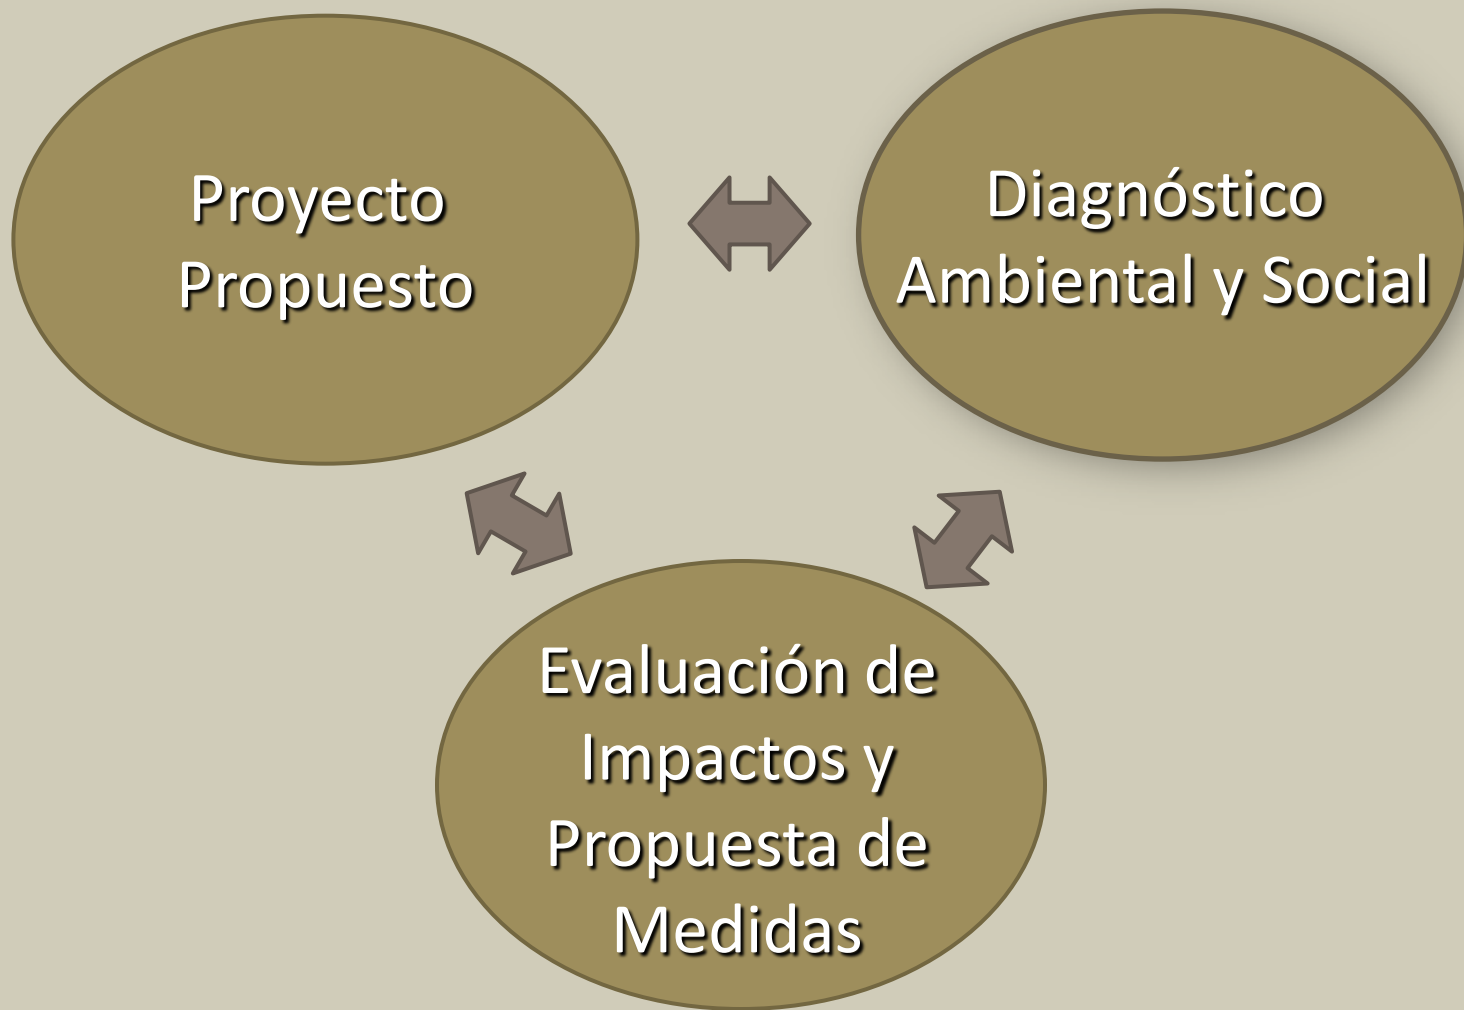 Proyecto
Propuesto
Diagnóstico
Ambiental y Social
Evaluación de
Impactos y
Propuesta de
Medidas